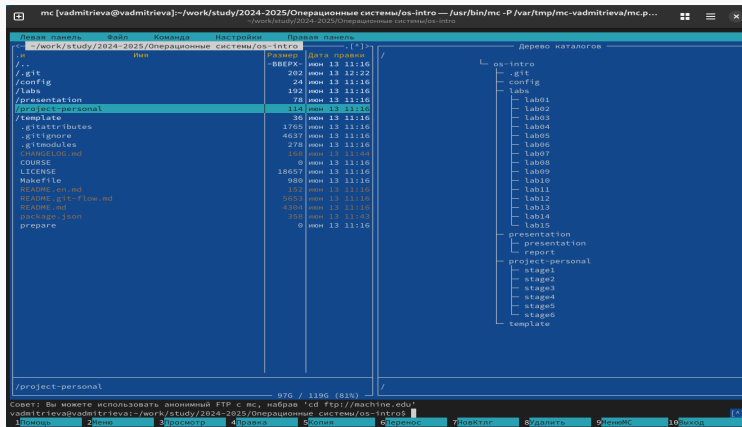 mc [vadmitrieva@vadmitrieva]:~/work/study/2024-2025/Операционные системы/os-intro — /usr/bin/mc -P /var/tmp/mc-vadmitrieva/mc.p...
~/work/study/2024-2025/Операционные системы/os-intro
Левая панель Файл Команда Настройки Правая панель
<— ~/work/study/2024-2025/Операционные системы/os-intro .[^]>
.и Имя Размер Дата правки
/.. -ВВЕРХ- июн 13 11:16
/.git 202 июн 13 12:22
/config 24 июн 13 11:16
/labs 192 июн 13 11:16
/presentation 78 июн 13 11:16
/project-personal 114 июн 13 11:16
/template 36 июн 13 11:16
.gitattributes 1765 июн 13 11:16
.gitignore 4637 июн 13 11:16
.gitmodules 278 июн 13 11:16
CHANGELOG.md 168 июн 13 11:44
COURSE 0 июн 13 11:16
LICENSE 18657 июн 13 11:16
Makefile 980 июн 13 11:16
README.en.md 152 июн 13 11:16
README.git-flow.md 5653 июн 13 11:16
README.md 4304 июн 13 11:16
package.json 358 июн 13 11:43
prepare 0 июн 13 11:16
/project-personal
97G / 119G (81%)
Дерево каталогов
/
os-intro
.git
config
labs
lab01
lab02
lab03
lab04
lab05
lab06
lab07
lab08
lab09
lab10
lab11
lab12
lab13
lab14
lab15
presentation
presentation
report
project-personal
stage1
stage2
stage3
stage4
stage5
stage6
template
/
Совет: Вы можете использовать анонимный FTP с mc, набрав 'cd ftp://machine.edu'
vadmitrieva@vadmitrieva:~/work/study/2024-2025/Операционные системы/os-intro$ [^]
1Помощь 2Меню 3Просмотр 4Правка 5Копия 6Перенос 7НовКтлг 8Удалить 9МенюMC 10Выход